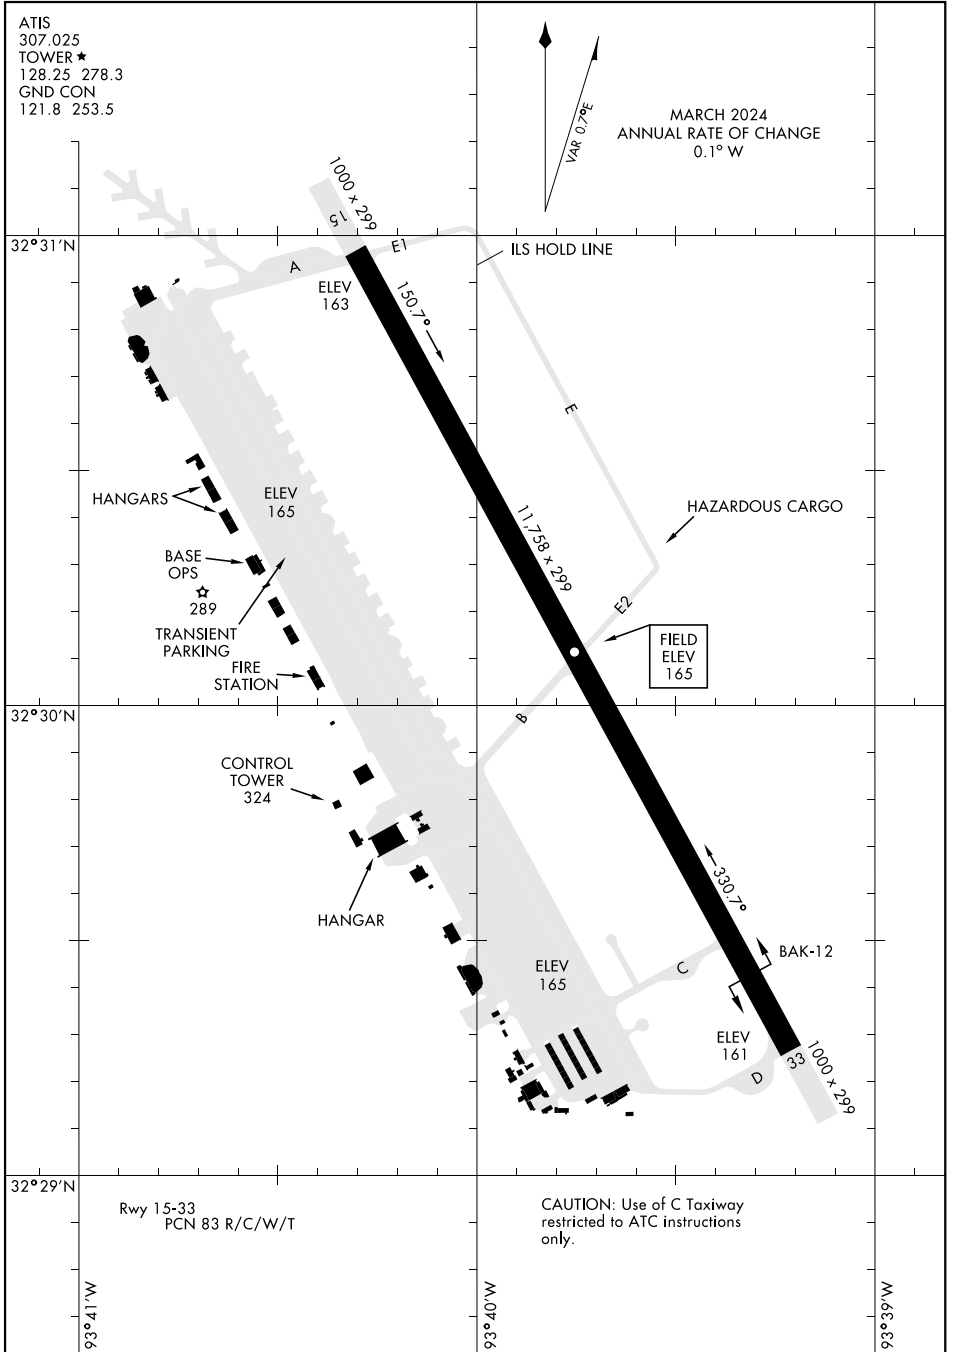 ATIS
307.025
TOWER ★
128.25 278.3
GND CON
121.8 253.5
VAR 0.7°E
MARCH 2024
ANNUAL RATE OF CHANGE
0.1° W
1000 x 299
15
32°31'N
A
E1
ILS HOLD LINE
ELEV
163
150.7°
E
HANGARS
ELEV
165
HAZARDOUS CARGO
11,758 x 299
BASE
OPS
289
E2
TRANSIENT
PARKING
FIRE
STATION
FIELD
ELEV
165
32°30'N
B
CONTROL
TOWER
324
330.7°
HANGAR
BAK-12
ELEV
165
C
ELEV
161
33
1000 x 299
D
32°29'N
Rwy 15-33
PCN 83 R/C/W/T
CAUTION: Use of C Taxiway
restricted to ATC instructions
only.
93°41'W
93°40'W
93°39'W